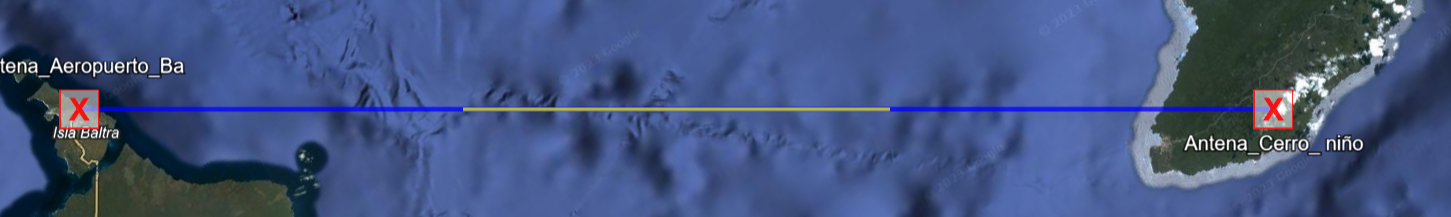 tena_Aeropuerto_Ba
Isla Baltra
Antena_Cerro_ niño